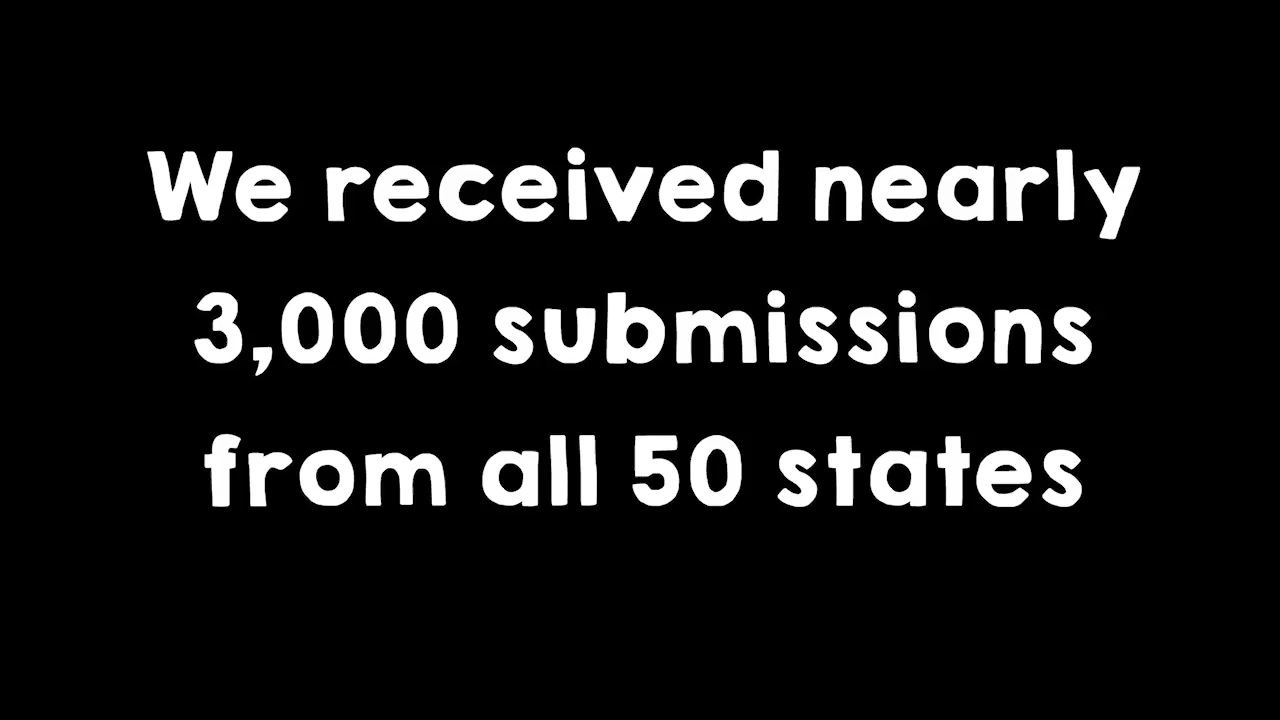 We received nearly
3,000 submissions
from all 50 states